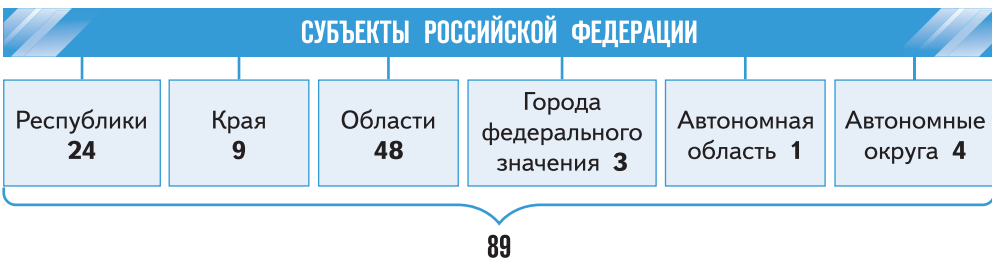 СУБЪЕКТЫ РОССИЙСКОЙ ФЕДЕРАЦИИ
Республики
24
Края
9
Области
48
Города
федерального
значения 3
Автономная
область 1
Автономные
округа 4
89